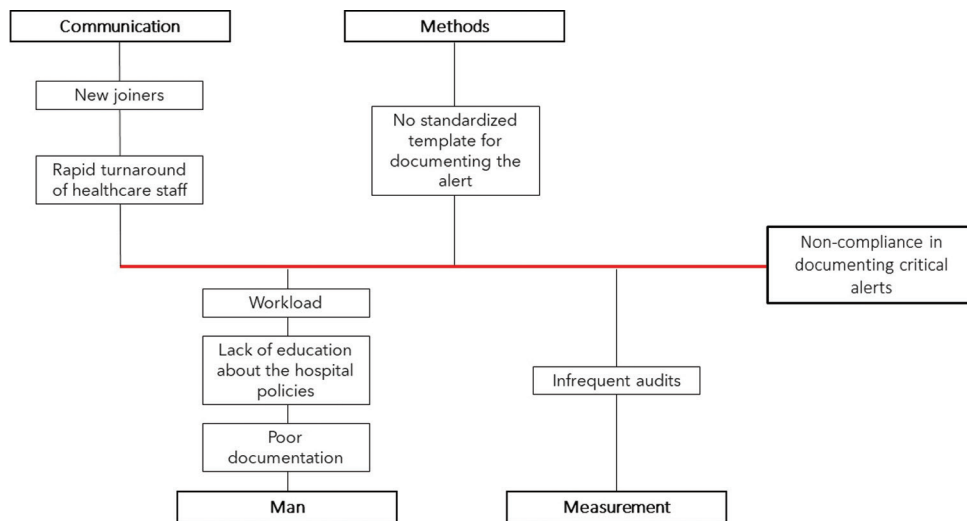 Communication
Methods
New joiners
No standardized
template for
documenting the
alert
Rapid turnaround
of healthcare staff
Non-compliance in
documenting critical
alerts
Workload
Lack of education
about the hospital
policies
Infrequent audits
Poor
documentation
Man
Measurement